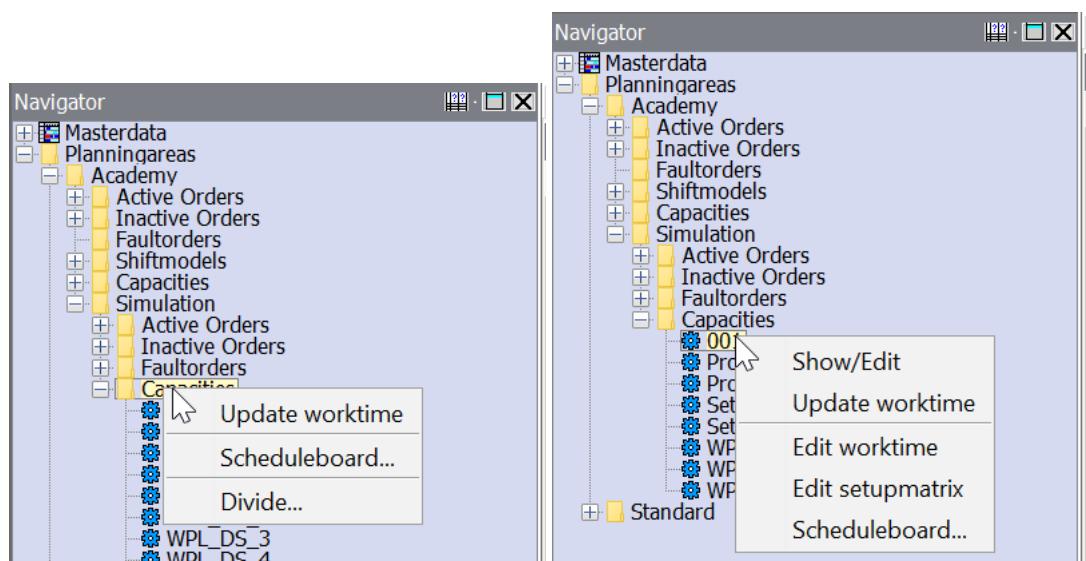 Navigator
Masterdata
Planningareas
Academy
Active Orders
Inactive Orders
Faultorders
Shiftmodels
Capacities
Simulation
Active Orders
Inactive Orders
Faultorders
Capacities
Update worktime
Scheduleboard...
Divide...
WPL_DS_3
WPL_DS_4
Navigator
Masterdata
Planningareas
Academy
Active Orders
Inactive Orders
Faultorders
Shiftmodels
Capacities
Simulation
Active Orders
Inactive Orders
Faultorders
Capacities
001
Show/Edit
Update worktime
Edit worktime
Edit setupmatrix
Scheduleboard...
Standard